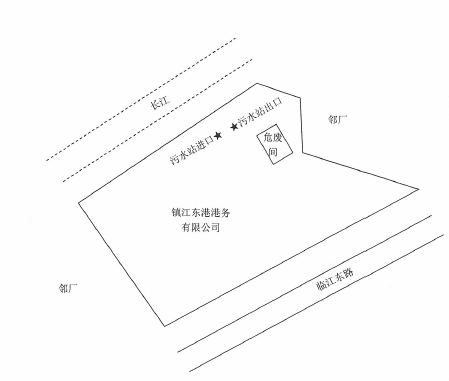 长江
污水站进口★
★污水站出口
邻厂
危废
间
镇江东港港务
有限公司
邻厂
临江东路